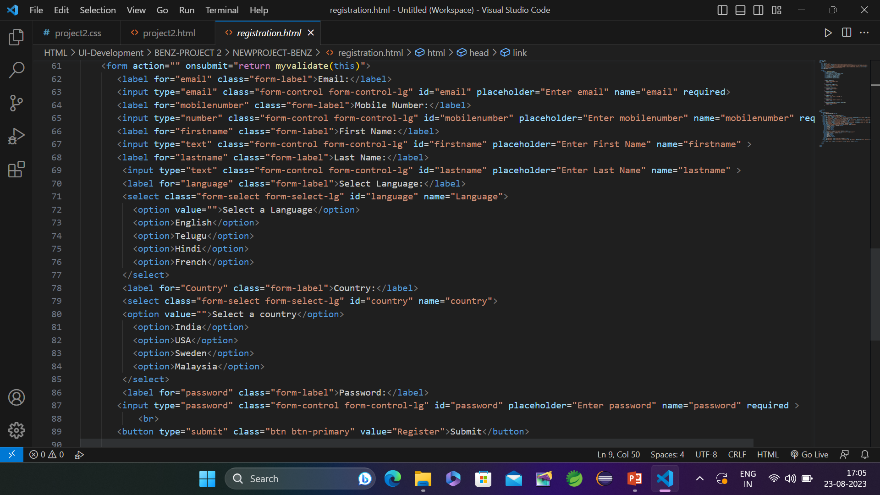 File Edit Selection View Go Run Terminal Help registration.html - Untitled (Workspace) - Visual Studio Code
# project2.css <> project2.html <> registration.html
HTML > UI-Development > BENZ-PROJECT 2 > NEWPROJECT-BENZ > <> registration.html > html > head > link
61 <form action="" onsubmit="return myvalidate(this)">
62 <label for="email" class="form-label">Email:</label>
63 <input type="email" class="form-control form-control-lg" id="email" placeholder="Enter email" name="email" required>
64 <label for="mobilenumber" class="form-label">Mobile Number:</label>
65 <input type="number" class="form-control form-control-lg" id="mobilenumber" placeholder="Enter mobilenumber" name="mobilenumber" req
66 <label for="firstname" class="form-label">First Name:</label>
67 <input type="text" class="form-control form-control-lg" id="firstname" placeholder="Enter First Name" name="firstname" >
68 <label for="lastname" class="form-label">Last Name:</label>
69 <input type="text" class="form-control form-control-lg" id="lastname" placeholder="Enter Last Name" name="lastname" >
70 <label for="language" class="form-label">Select Language:</label>
71 <select class="form-select form-select-lg" id="language" name="Language">
72 <option value="">Select a Language</option>
73 <option>English</option>
74 <option>Telugu</option>
75 <option>Hindi</option>
76 <option>French</option>
77 </select>
78 <label for="Country" class="form-label">Country:</label>
79 <select class="form-select form-select-lg" id="country" name="country">
80 <option value="">Select a country</option>
81 <option>India</option>
82 <option>USA</option>
83 <option>Sweden</option>
84 <option>Malaysia</option>
85 </select>
86 <label for="password" class="form-label">Password:</label>
87 <input type="password" class="form-control form-control-lg" id="password" placeholder="Enter password" name="password" required >
88 <br>
89 <button type="submit" class="btn btn-primary" value="Register">Submit</button>
90
0 0 Ln 9, Col 50 Spaces: 4 UTF-8 CRLF HTML Go Live
Search ENG IN 17:05 23-08-2023